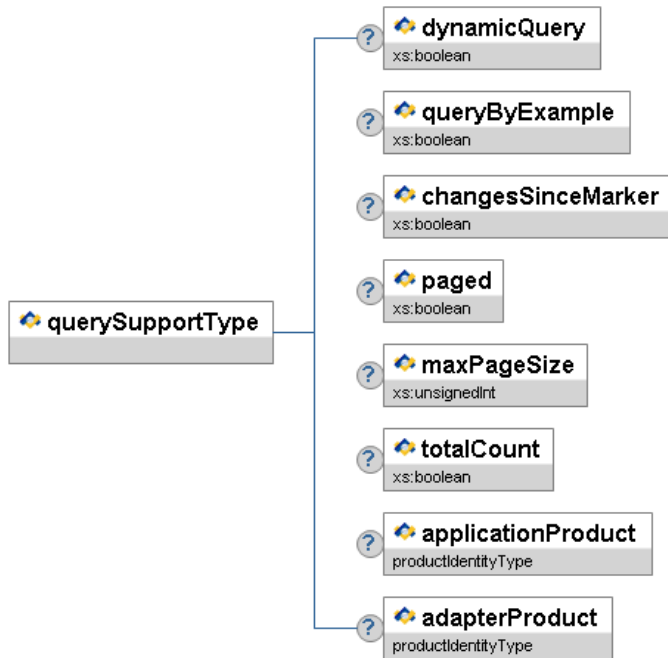 dynamicQuery
xs:boolean
queryByExample
xs:boolean
changesSinceMarker
xs:boolean
paged
xs:boolean
querySupportType
maxPageSize
xs:unsignedInt
totalCount
xs:boolean
applicationProduct
productIdentityType
adapterProduct
productIdentityType